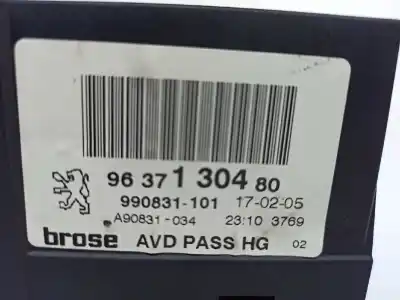 96 37 1 304 80
990831-101 17-02-05
A90831-034 23:10 3769
brose AVD PASS HG 02